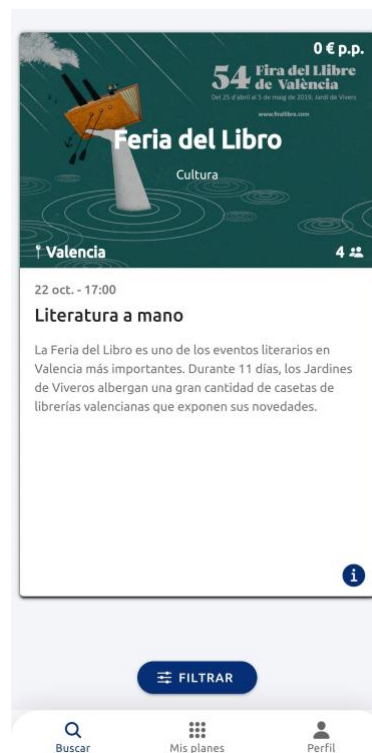 0 € p.p.
54 Fira del Llibre
de València
Del 25 d'abril al 5 de maig de 2019, Jardí de Vivers
www.firallibre.com
Feria del Libro
Cultura
Valencia
4
22 oct. - 17:00
Literatura a mano
La Feria del Libro es uno de los eventos literarios en
Valencia más importantes. Durante 11 días, los Jardines
de Viveros albergan una gran cantidad de casetas de
librerías valencianas que exponen sus novedades.
FILTRAR
Buscar
Mis planes
Perfil